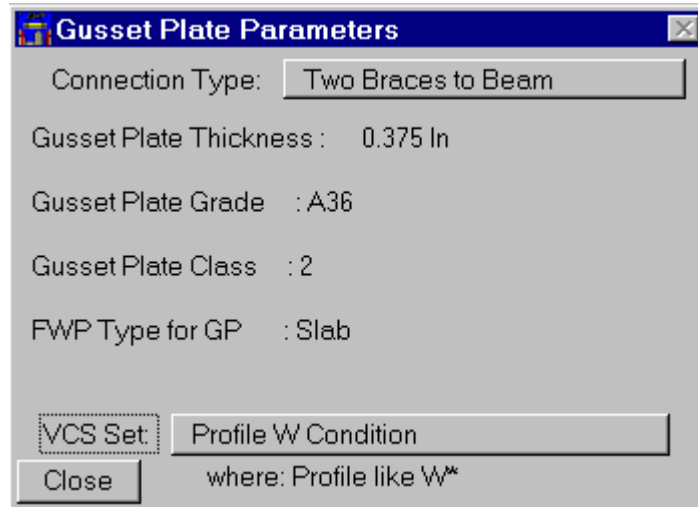 Gusset Plate Parameters
Connection Type: Two Braces to Beam
Gusset Plate Thickness : 0.375 In
Gusset Plate Grade : A36
Gusset Plate Class : 2
FWP Type for GP : Slab
VCS Set: Profile W Condition
Close where: Profile like W*